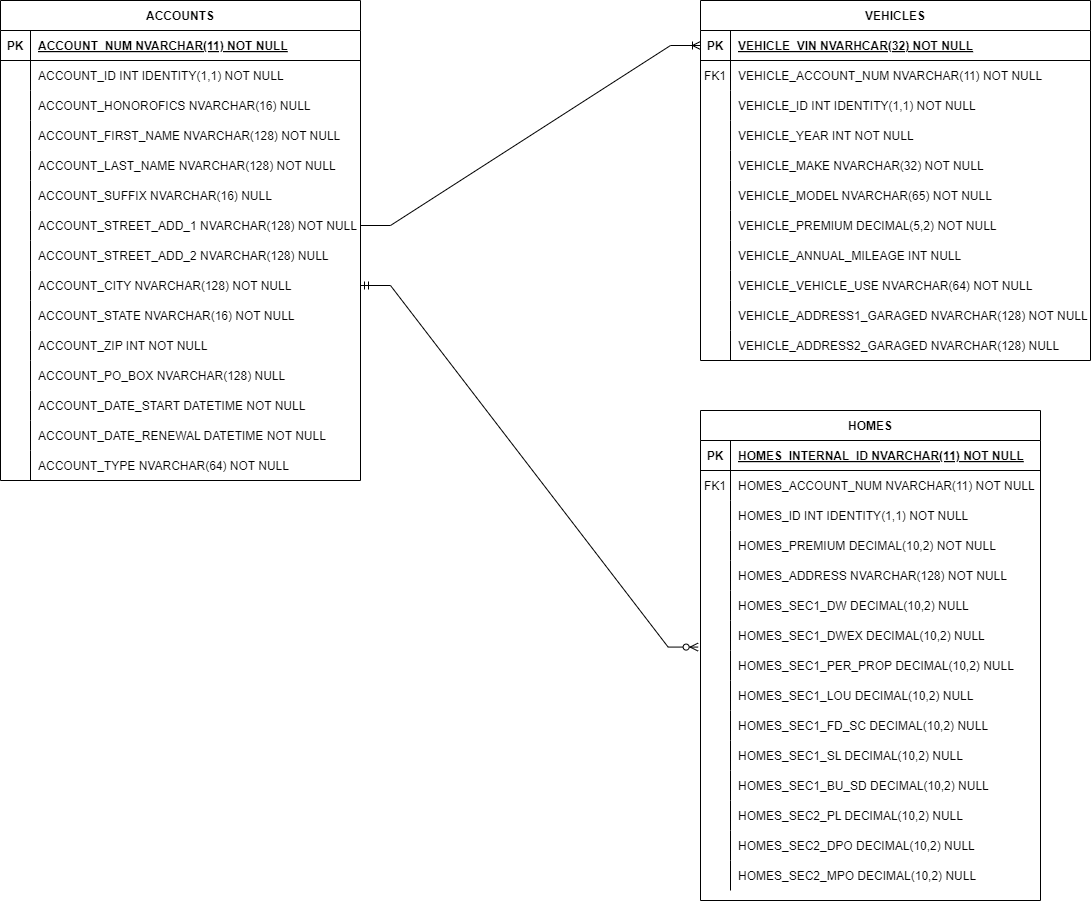 ACCOUNTS
PK ACCOUNT_NUM NVARCHAR(11) NOT NULL
ACCOUNT_ID INT IDENTITY(1,1) NOT NULL
ACCOUNT_HONOROFICS NVARCHAR(16) NULL
ACCOUNT_FIRST_NAME NVARCHAR(128) NOT NULL
ACCOUNT_LAST_NAME NVARCHAR(128) NOT NULL
ACCOUNT_SUFFIX NVARCHAR(16) NULL
ACCOUNT_STREET_ADD_1 NVARCHAR(128) NOT NULL
ACCOUNT_STREET_ADD_2 NVARCHAR(128) NULL
ACCOUNT_CITY NVARCHAR(128) NOT NULL
ACCOUNT_STATE NVARCHAR(16) NOT NULL
ACCOUNT_ZIP INT NOT NULL
ACCOUNT_PO_BOX NVARCHAR(128) NULL
ACCOUNT_DATE_START DATETIME NOT NULL
ACCOUNT_DATE_RENEWAL DATETIME NOT NULL
ACCOUNT_TYPE NVARCHAR(64) NOT NULL
VEHICLES
PK VEHICLE_VIN NVARHCAR(32) NOT NULL
FK1 VEHICLE_ACCOUNT_NUM NVARCHAR(11) NOT NULL
VEHICLE_ID INT IDENTITY(1,1) NOT NULL
VEHICLE_YEAR INT NOT NULL
VEHICLE_MAKE NVARCHAR(32) NOT NULL
VEHICLE_MODEL NVARCHAR(65) NOT NULL
VEHICLE_PREMIUM DECIMAL(5,2) NOT NULL
VEHICLE_ANNUAL_MILEAGE INT NULL
VEHICLE_VEHICLE_USE NVARCHAR(64) NOT NULL
VEHICLE_ADDRESS1_GARAGED NVARCHAR(128) NOT NULL
VEHICLE_ADDRESS2_GARAGED NVARCHAR(128) NULL
HOMES
PK HOMES_INTERNAL_ID NVARCHAR(11) NOT NULL
FK1 HOMES_ACCOUNT_NUM NVARCHAR(11) NOT NULL
HOMES_ID INT IDENTITY(1,1) NOT NULL
HOMES_PREMIUM DECIMAL(10,2) NOT NULL
HOMES_ADDRESS NVARCHAR(128) NOT NULL
HOMES_SEC1_DW DECIMAL(10,2) NULL
HOMES_SEC1_DWEX DECIMAL(10,2) NULL
HOMES_SEC1_PER_PROP DECIMAL(10,2) NULL
HOMES_SEC1_LOU DECIMAL(10,2) NULL
HOMES_SEC1_FD_SC DECIMAL(10,2) NULL
HOMES_SEC1_SL DECIMAL(10,2) NULL
HOMES_SEC1_BU_SD DECIMAL(10,2) NULL
HOMES_SEC2_PL DECIMAL(10,2) NULL
HOMES_SEC2_DPO DECIMAL(10,2) NULL
HOMES_SEC2_MPO DECIMAL(10,2) NULL